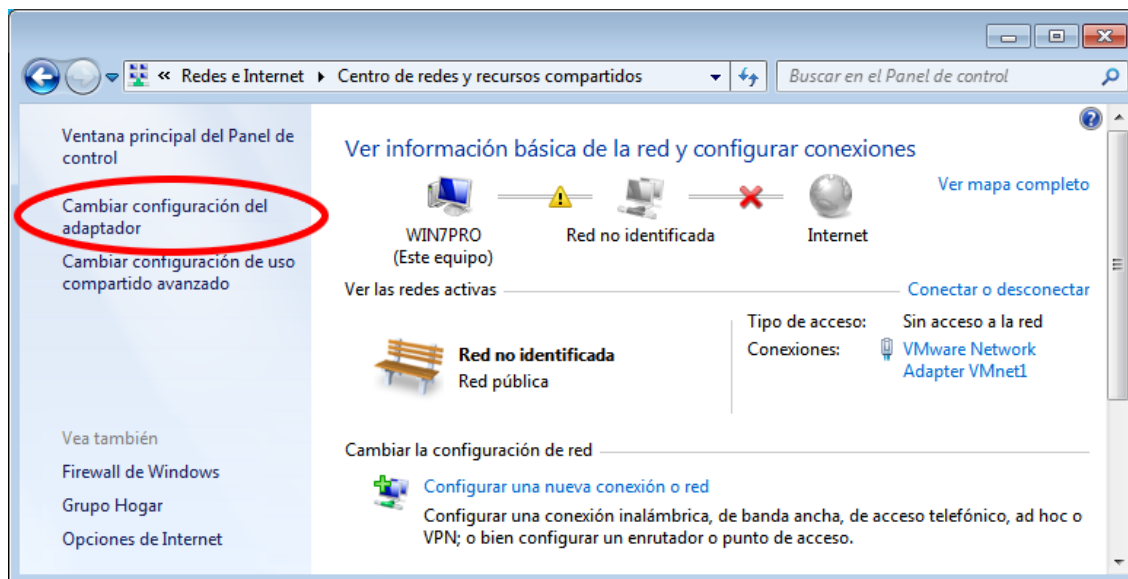 « Redes e Internet ▸ Centro de redes y recursos compartidos
Buscar en el Panel de control
Ventana principal del Panel de
control
Cambiar configuración del
adaptador
Cambiar configuración de uso
compartido avanzado
Vea también
Firewall de Windows
Grupo Hogar
Opciones de Internet
Ver información básica de la red y configurar conexiones
Ver mapa completo
WIN7PRO
(Este equipo)
Red no identificada
Internet
Ver las redes activas
Conectar o desconectar
Red no identificada
Red pública
Tipo de acceso: Sin acceso a la red
Conexiones: VMware Network
Adapter VMnet1
Cambiar la configuración de red
Configurar una nueva conexión o red
Configurar una conexión inalámbrica, de banda ancha, de acceso telefónico, ad hoc o
VPN; o bien configurar un enrutador o punto de acceso.